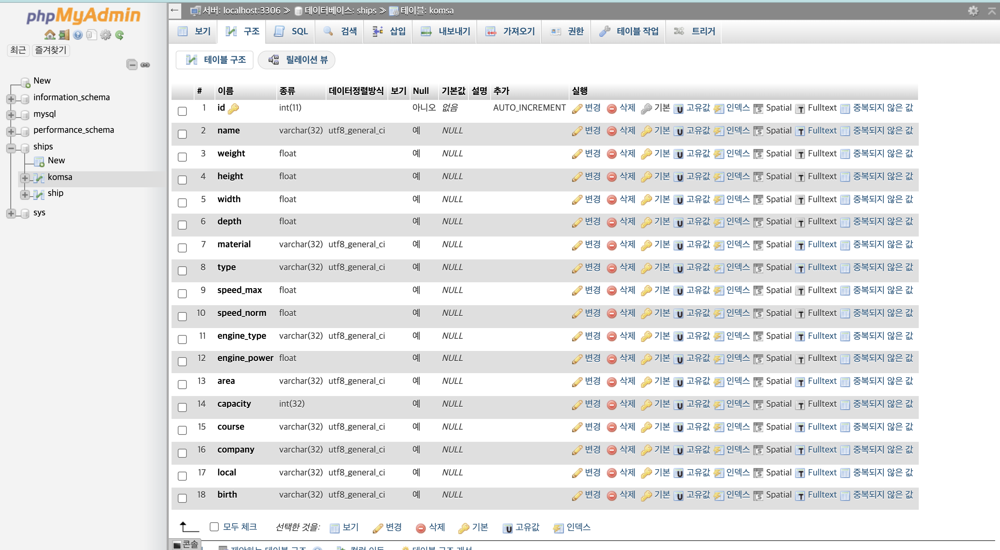 phpMyAdmin
최근 즐겨찾기
New
information_schema
mysql
performance_schema
ships
New
komsa
ship
sys
← 서버: localhost:3306 » 데이터베이스: ships » 테이블: komsa
보기 구조 SQL 검색 삽입 내보내기 가져오기 권한 테이블 작업 트리거
테이블 구조 릴레이션 뷰
# 이름 종류 데이터정렬방식 보기 Null 기본값 설명 추가 실행
1 id int(11) 아니오 없음 AUTO_INCREMENT 변경 삭제 기본 고유값 인덱스 Spatial Fulltext 중복되지 않은 값
2 name varchar(32) utf8_general_ci 예 NULL 변경 삭제 기본 고유값 인덱스 Spatial Fulltext 중복되지 않은 값
3 weight float 예 NULL 변경 삭제 기본 고유값 인덱스 Spatial Fulltext 중복되지 않은 값
4 height float 예 NULL 변경 삭제 기본 고유값 인덱스 Spatial Fulltext 중복되지 않은 값
5 width float 예 NULL 변경 삭제 기본 고유값 인덱스 Spatial Fulltext 중복되지 않은 값
6 depth float 예 NULL 변경 삭제 기본 고유값 인덱스 Spatial Fulltext 중복되지 않은 값
7 material varchar(32) utf8_general_ci 예 NULL 변경 삭제 기본 고유값 인덱스 Spatial Fulltext 중복되지 않은 값
8 type varchar(32) utf8_general_ci 예 NULL 변경 삭제 기본 고유값 인덱스 Spatial Fulltext 중복되지 않은 값
9 speed_max float 예 NULL 변경 삭제 기본 고유값 인덱스 Spatial Fulltext 중복되지 않은 값
10 speed_norm float 예 NULL 변경 삭제 기본 고유값 인덱스 Spatial Fulltext 중복되지 않은 값
11 engine_type varchar(32) utf8_general_ci 예 NULL 변경 삭제 기본 고유값 인덱스 Spatial Fulltext 중복되지 않은 값
12 engine_power float 예 NULL 변경 삭제 기본 고유값 인덱스 Spatial Fulltext 중복되지 않은 값
13 area varchar(32) utf8_general_ci 예 NULL 변경 삭제 기본 고유값 인덱스 Spatial Fulltext 중복되지 않은 값
14 capacity int(32) 예 NULL 변경 삭제 기본 고유값 인덱스 Spatial Fulltext 중복되지 않은 값
15 course varchar(32) utf8_general_ci 예 NULL 변경 삭제 기본 고유값 인덱스 Spatial Fulltext 중복되지 않은 값
16 company varchar(32) utf8_general_ci 예 NULL 변경 삭제 기본 고유값 인덱스 Spatial Fulltext 중복되지 않은 값
17 local varchar(32) utf8_general_ci 예 NULL 변경 삭제 기본 고유값 인덱스 Spatial Fulltext 중복되지 않은 값
18 birth varchar(32) utf8_general_ci 예 NULL 변경 삭제 기본 고유값 인덱스 Spatial Fulltext 중복되지 않은 값
모두 체크 선택한 것을: 보기 변경 삭제 기본 고유값 인덱스
콘솔 제안하는 테이블 구조 컬럼 이동 테이블 구조 개선